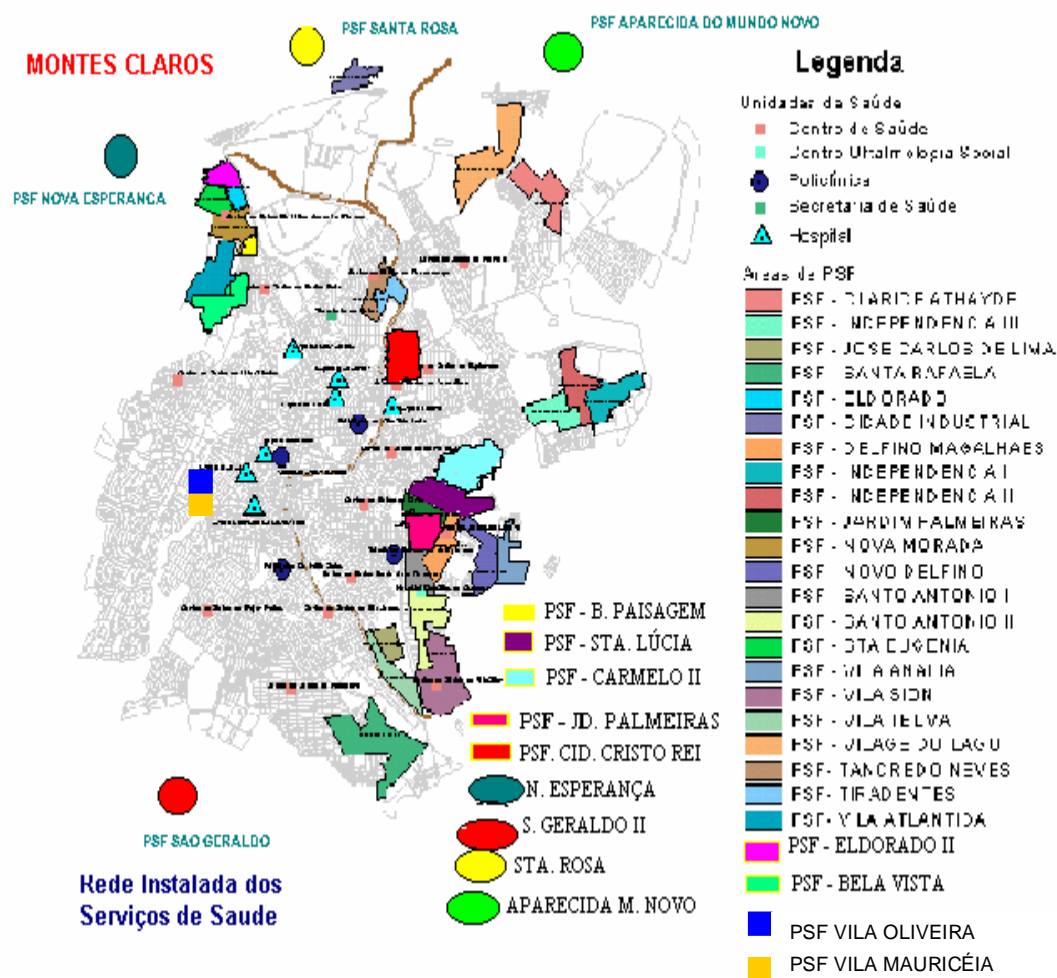 PSF SANTA ROSA
PSF APARECIDA DO MUNDO NOVO
MONTES CLAROS
PSF NOVA ESPERANCA
Legenda
Unidades de Saúde
Centro de Saúde
Centro Oftalmologia Social
Policlínica
Secretaria de Saúde
Hospital
Áreas de PSF
PSF - CLARICE ATHAYDE
PSF - INDEPENDENCIA III
PSF - JOSE CARLOS DE LIMA
PSF - SANTA RAFAELA
PSF - ELDORADO
PSF - CIDADE INDUSTRIAL
PSF - DELFINO MAGALHAES
PSF - INDEPENDENCIA I
PSF - INDEPENDENCIA II
PSF - JARDIM PALMEIRAS
PSF - NOVA MORADA
PSF - NOVO DELFINO
PSF - SANTO ANTONIO I
PSF - SANTO ANTONIO II
PSF - STA EUGENIA
PSF - VILA ANALIA
PSF - VILA SION
PSF - VILA TELVA
PSF - VILAGE DO LAGO
PSF- TANCREDO NEVES
PSF- TIRADENTES
PSF- VILA ATLANTIDA
PSF - ELDORADO II
PSF - BELA VISTA
PSF VILA OLIVEIRA
PSF VILA MAURICÉIA
PSF - B. PAISAGEM
PSF - STA. LÚCIA
PSF - CARMELO II
PSF - JD. PALMEIRAS
PSF. CID. CRISTO REI
N. ESPERANÇA
S. GERALDO II
STA. ROSA
APARECIDA M. NOVO
PSF SAO GERALDO
Rede Instalada dos
Serviços de Saude